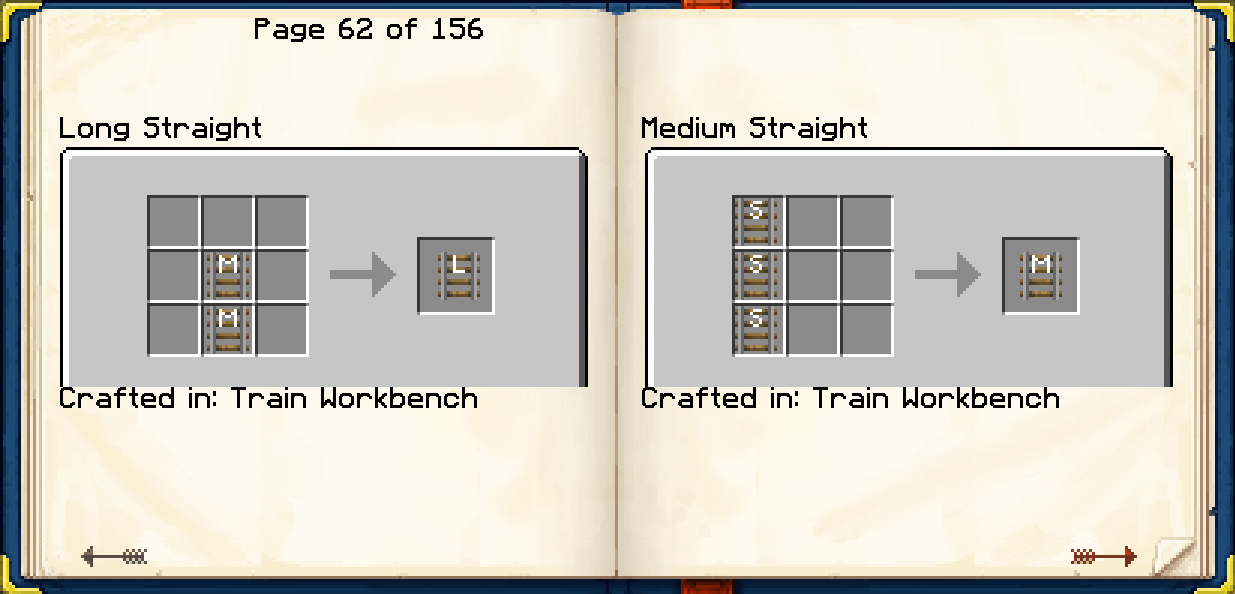 Page 62 of 156
Long Straight
M
M
L
Crafted in: Train Workbench
Medium Straight
S
S
S
M
Crafted in: Train Workbench